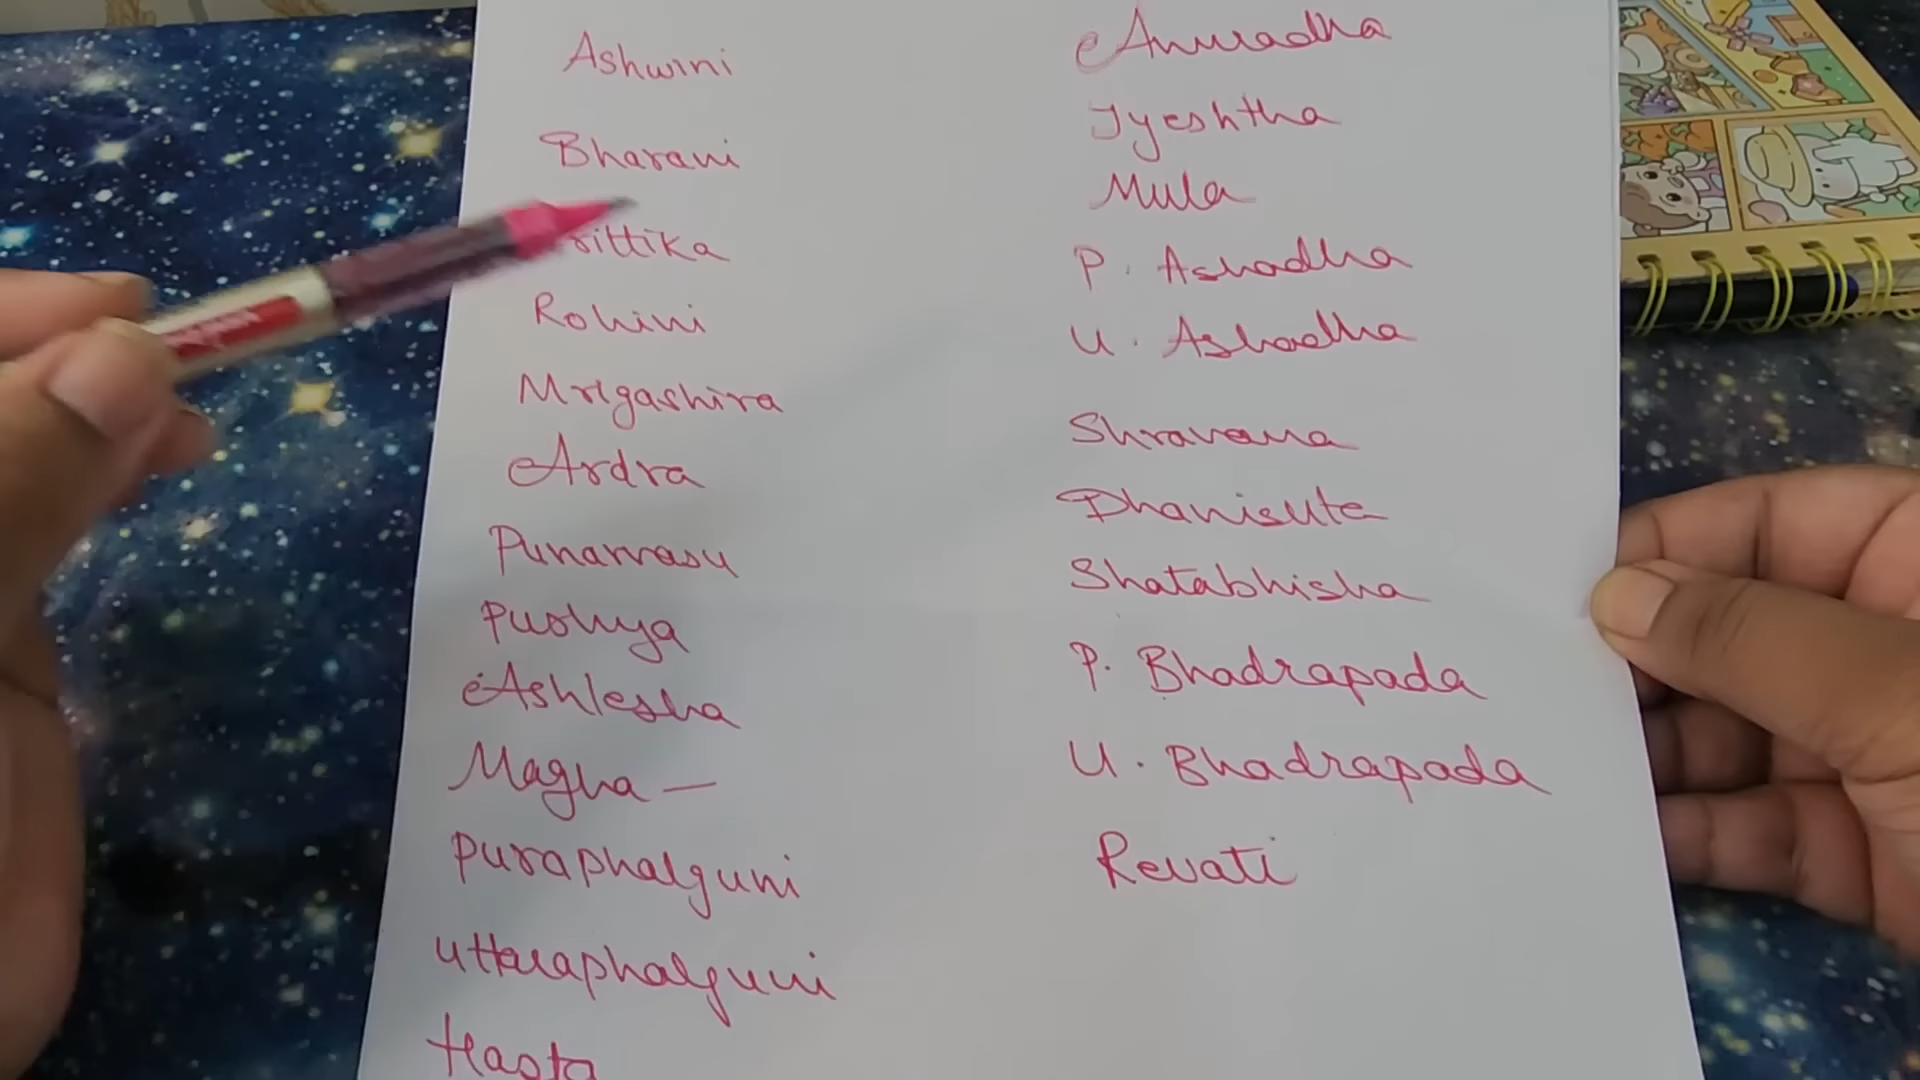 Ashwini
Bharani
rittika
Rohini
Mrigashira
Ardra
Punarvasu
Pushya
Ashlesha
Magha —
Puraphalguni
uttaraphalguni
Hasta
Anuradha
Jyeshtha
Mula
P. Ashadha
U. Ashadha
Shravana
Dhanishta
Shatabhisha
P. Bhadrapada
U. Bhadrapada
Revati